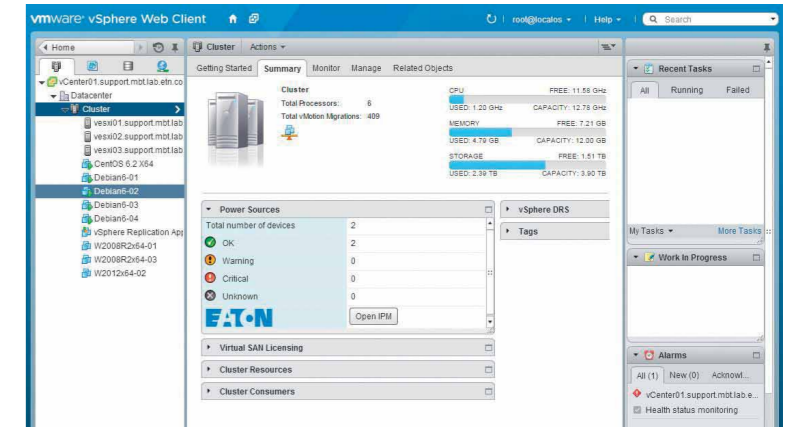 vmware® vSphere Web Client
root@localos
Help
Search
Home
vCenter01.support.mbt.lab.etn.co
Datacenter
Cluster
vesxi01.support.mbt.lab
vesxi02.support.mbt.lab
vesxi03.support.mbt.lab
CentOS 6.2 X64
Debian6-01
Debian6-02
Debian6-03
Debian6-04
vSphere Replication App
W2008R2x64-01
W2008R2x64-03
W2012x64-02
Cluster Actions
Getting Started Summary Monitor Manage Related Objects
Cluster
Total Processors: 6
Total vMotion Migrations: 409
CPU FREE: 11.58 GHz
USED: 1.20 GHz CAPACITY: 12.78 GHz
MEMORY FREE: 7.21 GB
USED: 4.79 GB CAPACITY: 12.00 GB
STORAGE FREE: 1.51 TB
USED: 2.39 TB CAPACITY: 3.90 TB
Power Sources
Total number of devices 2
OK 2
Warning 0
Critical 0
Unknown 0
EATON Open IPM
Virtual SAN Licensing
Cluster Resources
Cluster Consumers
vSphere DRS
Tags
Recent Tasks
All Running Failed
My Tasks More Tasks
Work In Progress
Alarms
All (1) New (0) Acknowl...
vCenter01.support.mbt.lab.e...
Health status monitoring